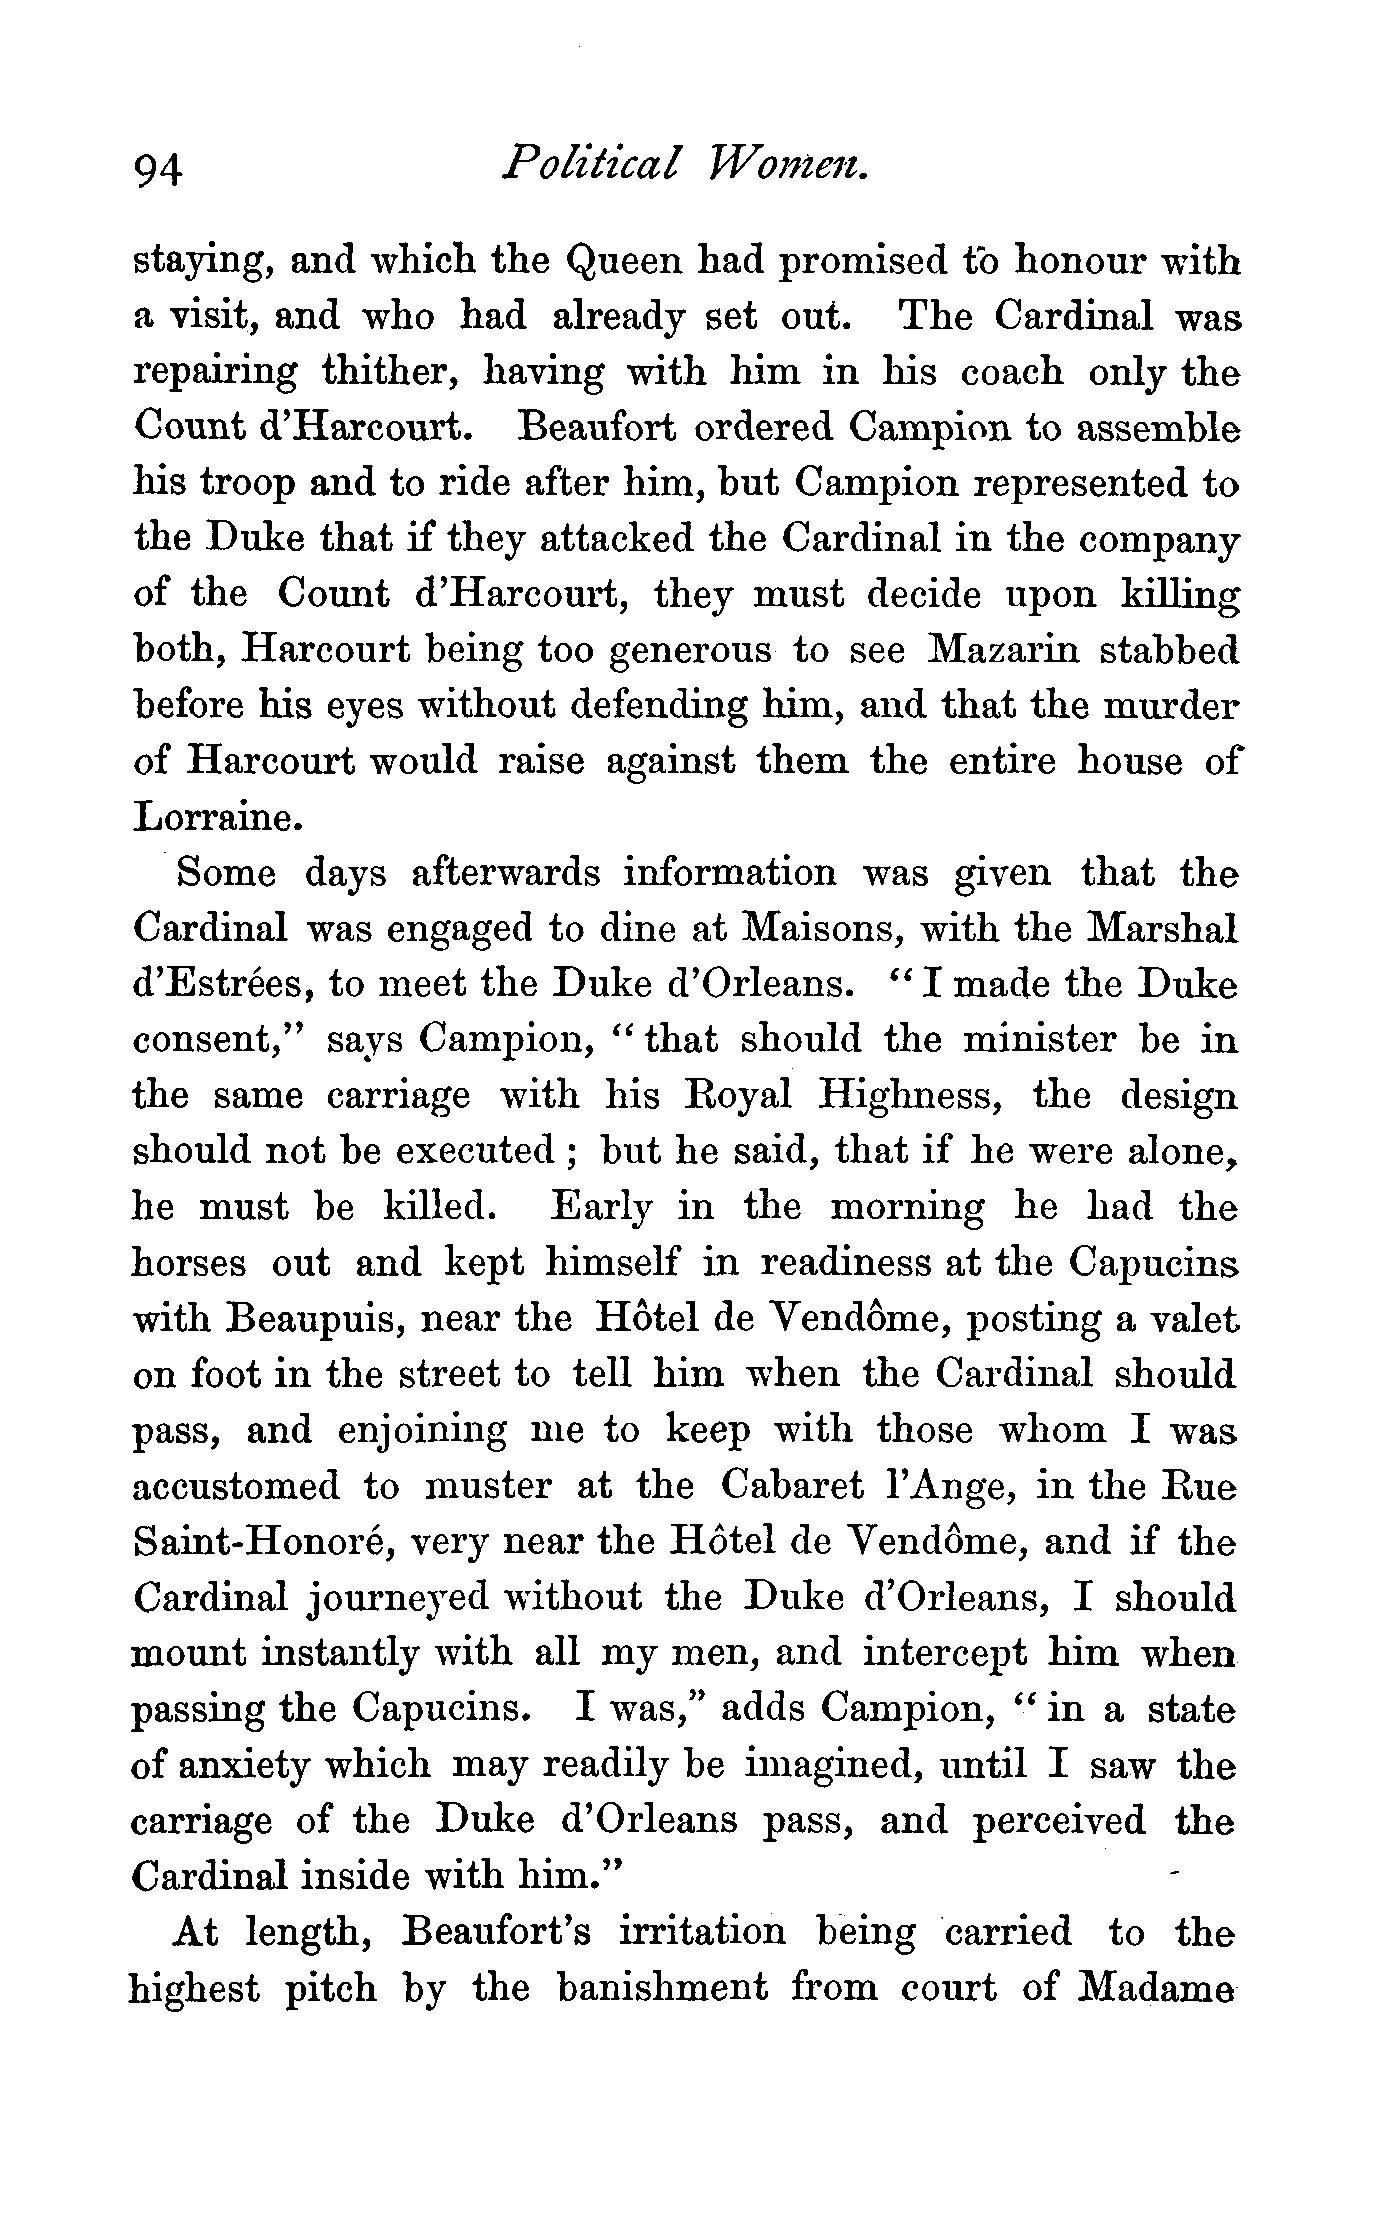 94 Political Women.
staying, and which the Queen had promised to honour with
a visit, and who had already set out. The Cardinal was
repairing thither, having with him in his coach only the
Count d'Harcourt. Beaufort ordered Campion to assemble
his troop and to ride after him, but Campion represented to
the Duke that if they attacked the Cardinal in the company
of the Count d'Harcourt, they must decide upon killing
both, Harcourt being too generous to see Mazarin stabbed
before his eyes without defending him, and that the murder
of Harcourt would raise against them the entire house of
Lorraine.
Some days afterwards information was given that the
Cardinal was engaged to dine at Maisons, with the Marshal
d'Estrées, to meet the Duke d'Orleans. "I made the Duke
consent," says Campion, "that should the minister be in
the same carriage with his Royal Highness, the design
should not be executed; but he said, that if he were alone,
he must be killed. Early in the morning he had the
horses out and kept himself in readiness at the Capucins
with Beaupuis, near the Hôtel de Vendôme, posting a valet
on foot in the street to tell him when the Cardinal should
pass, and enjoining me to keep with those whom I was
accustomed to muster at the Cabaret l'Ange, in the Rue
Saint-Honoré, very near the Hôtel de Vendôme, and if the
Cardinal journeyed without the Duke d'Orleans, I should
mount instantly with all my men, and intercept him when
passing the Capucins. I was," adds Campion, "in a state
of anxiety which may readily be imagined, until I saw the
carriage of the Duke d'Orleans pass, and perceived the
Cardinal inside with him."
At length, Beaufort's irritation being carried to the
highest pitch by the banishment from court of Madame